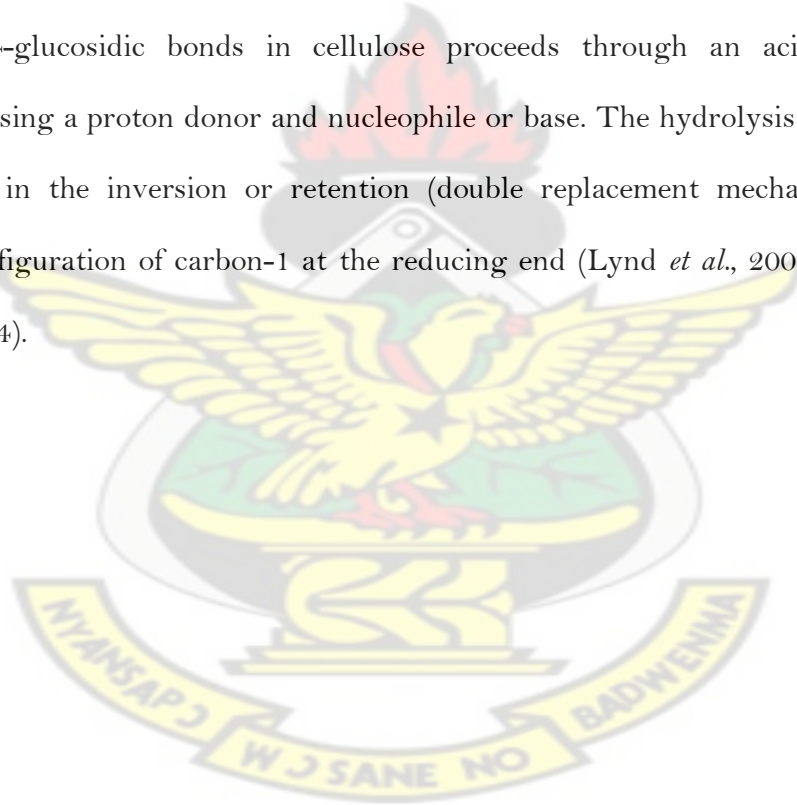 -glucosidic bonds in cellulose proceeds through an aci
sing a proton donor and nucleophile or base. The hydrolysis
in the inversion or retention (double replacement mecha
figuration of carbon-1 at the reducing end (Lynd et al., 200
4).
NYANSAPƆ WƆSANE NO BADWENMA